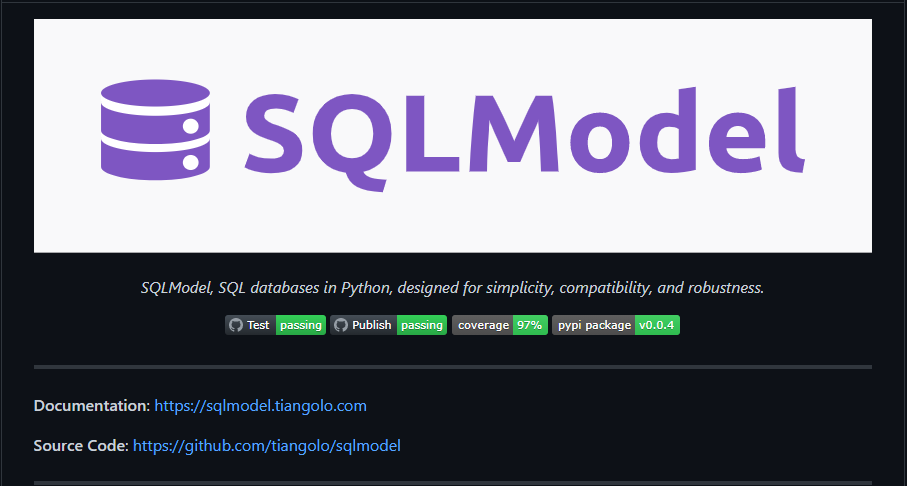 SQLModel
SQLModel, SQL databases in Python, designed for simplicity, compatibility, and robustness.
Test passing Publish passing coverage 97% pypi package v0.0.4
Documentation: https://sqlmodel.tiangolo.com
Source Code: https://github.com/tiangolo/sqlmodel